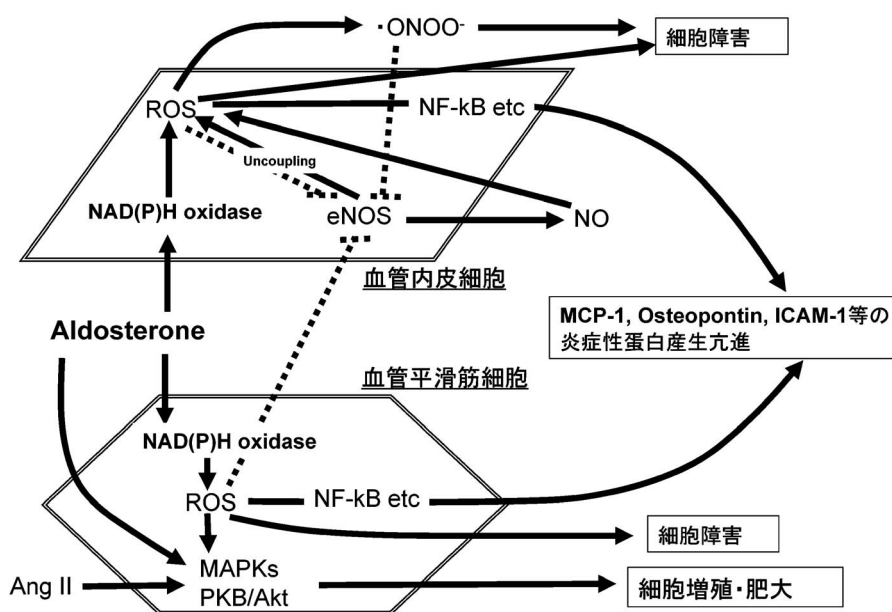 ·ONOO⁻
細胞障害
ROS
NF-kB etc
Uncoupling
NAD(P)H oxidase
eNOS
NO
血管内皮細胞
Aldosterone
MCP-1, Osteopontin, ICAM-1等の
炎症性蛋白産生亢進
血管平滑筋細胞
NAD(P)H oxidase
ROS
NF-kB etc
細胞障害
MAPKs
Ang II
PKB/Akt
細胞増殖・肥大